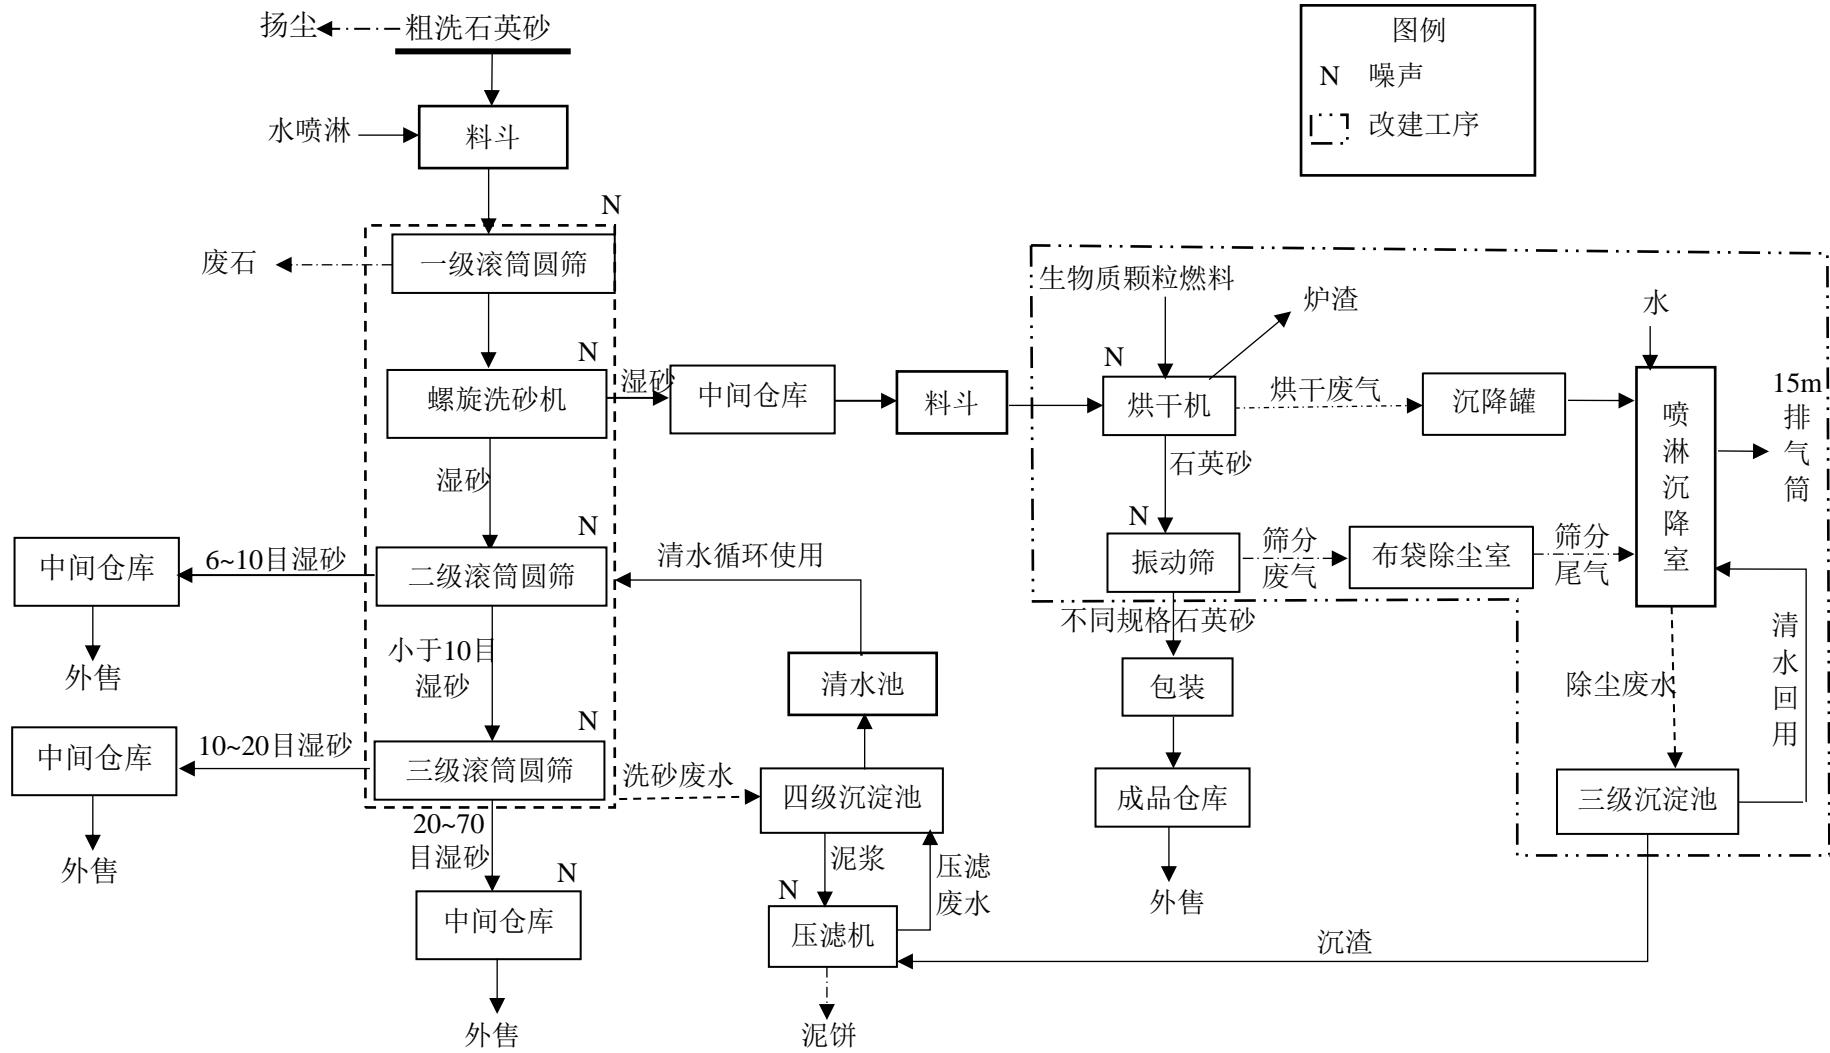 扬尘
粗洗石英砂
图例
N 噪声
改建工序
水喷淋
料斗
N
废石
一级滚筒圆筛
生物质颗粒燃料
炉渣
水
N
螺旋洗砂机
湿砂
中间仓库
料斗
N
烘干机
烘干废气
沉降罐
喷
淋
沉
降
室
15m
排
气
筒
湿砂
石英砂
N
中间仓库
6~10目湿砂
二级滚筒圆筛
清水循环使用
N
振动筛
筛分
废气
布袋除尘室
筛分
尾气
外售
小于10目
湿砂
清水池
不同规格石英砂
包装
除尘废水
清
水
回
用
N
中间仓库
10~20目湿砂
三级滚筒圆筛
洗砂废水
四级沉淀池
成品仓库
三级沉淀池
外售
20~70
目湿砂
泥浆
压滤
废水
外售
N
中间仓库
N
压滤机
沉渣
外售
泥饼